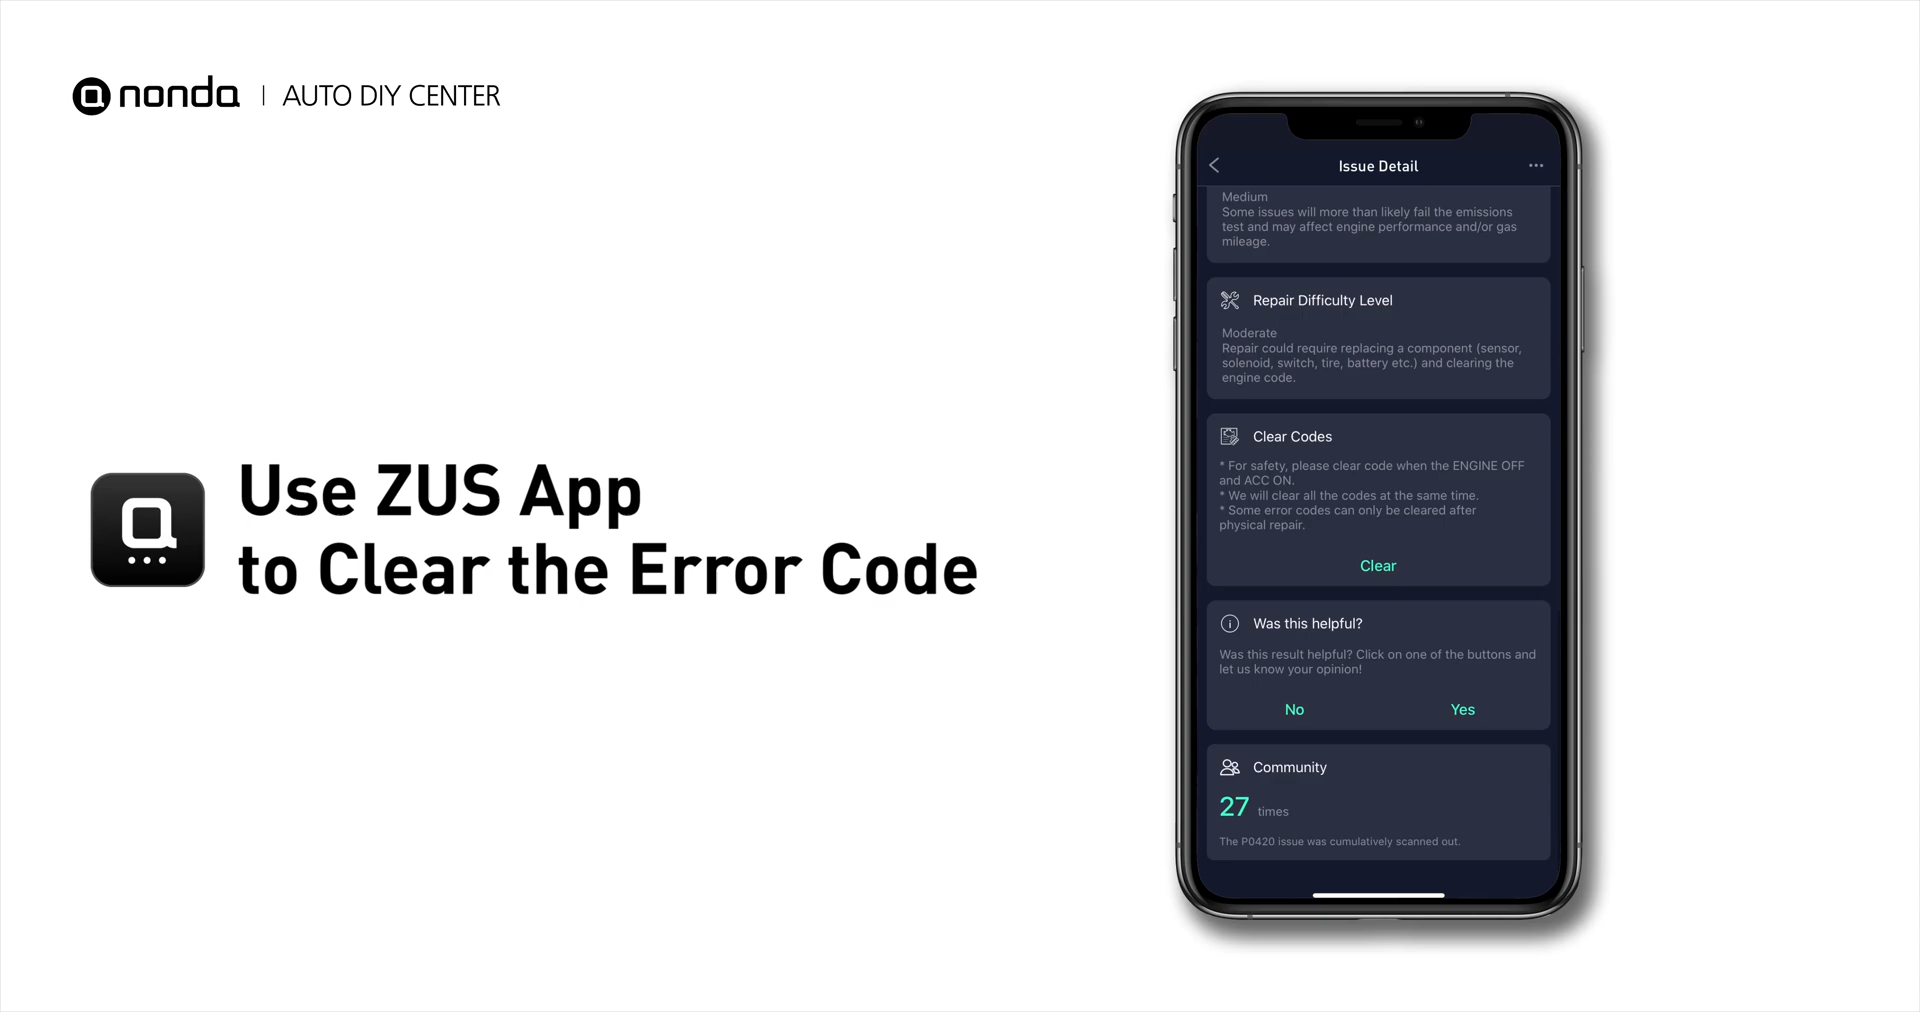 nonda | AUTO DIY CENTER
Use ZUS App
to Clear the Error Code
Issue Detail
Medium
Some issues will more than likely fail the emissions
test and may affect engine performance and/or gas
mileage.
Repair Difficulty Level
Moderate
Repair could require replacing a component (sensor,
solenoid, switch, tire, battery etc.) and clearing the
engine code.
Clear Codes
* For safety, please clear code when the ENGINE OFF
and ACC ON.
* We will clear all the codes at the same time.
* Some error codes can only be cleared after
physical repair.
Clear
Was this helpful?
Was this result helpful? Click on one of the buttons and
let us know your opinion!
No Yes
Community
27 times
The P0420 issue was cumulatively scanned out.